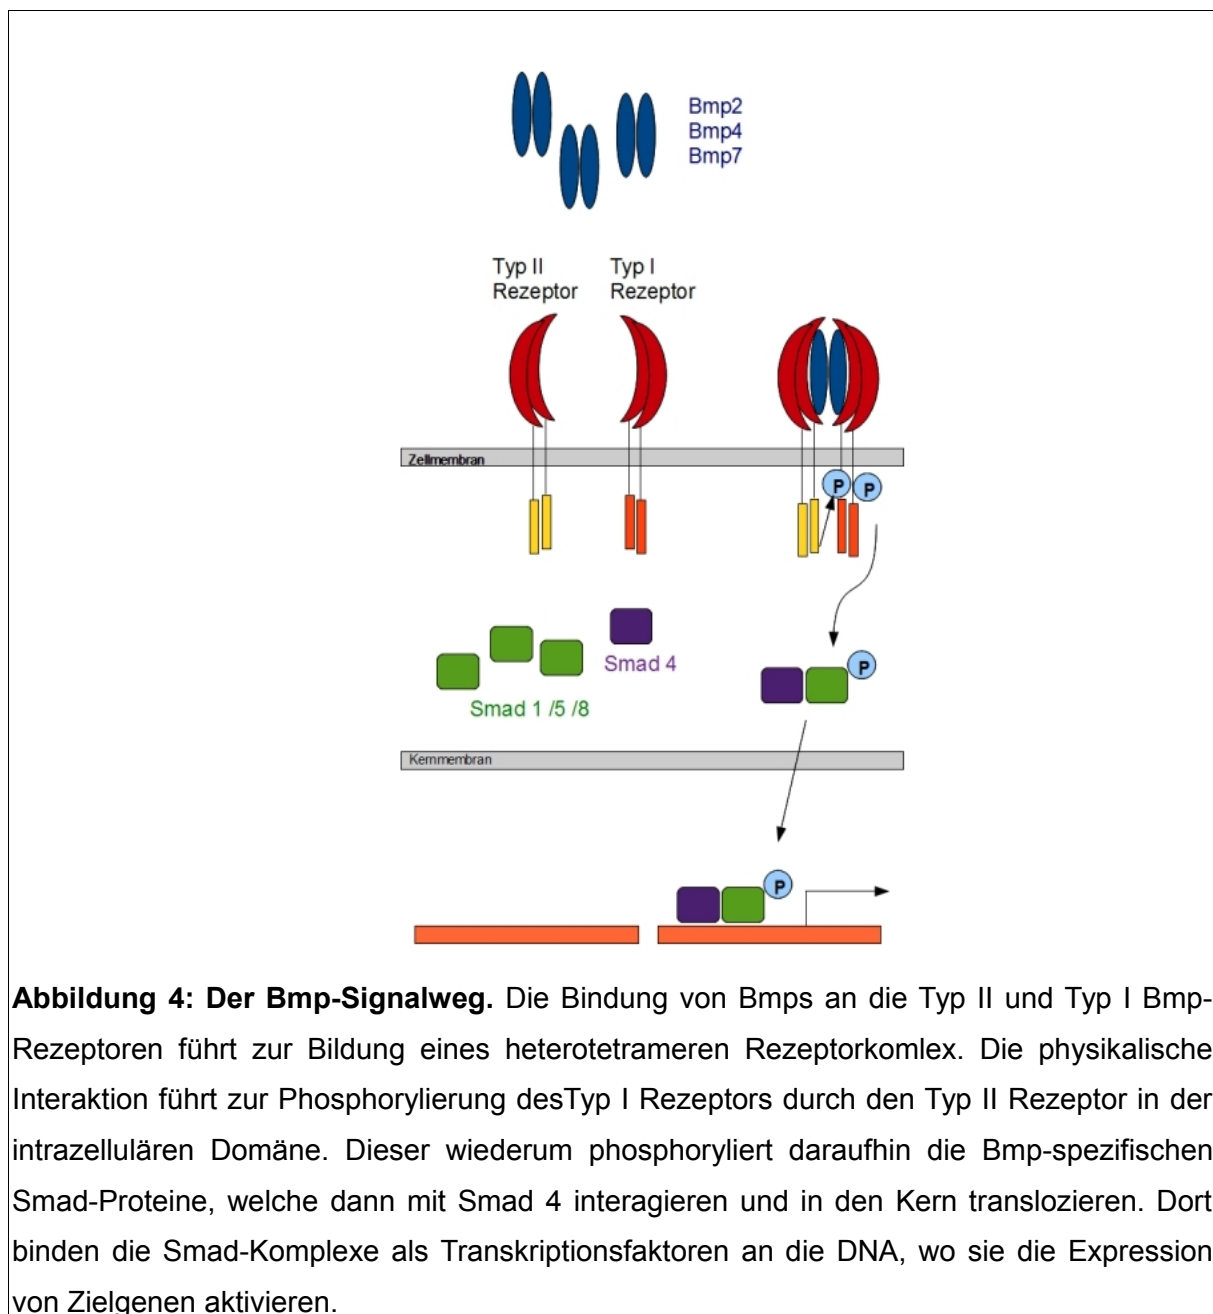 Bmp2
Bmp4
Bmp7
Typ II
Rezeptor
Typ I
Rezeptor
Zellmembran
P
P
Smad 4
P
Smad 1 /5 /8
Kernmembran
P
Abbildung 4: Der Bmp-Signalweg. Die Bindung von Bmps an die Typ II und Typ I Bmp-
Rezeptoren führt zur Bildung eines heterotetrameren Rezeptorkomlex. Die physikalische
Interaktion führt zur Phosphorylierung desTyp I Rezeptors durch den Typ II Rezeptor in der
intrazellulären Domäne. Dieser wiederum phosphoryliert daraufhin die Bmp-spezifischen
Smad-Proteine, welche dann mit Smad 4 interagieren und in den Kern translozieren. Dort
binden die Smad-Komplexe als Transkriptionsfaktoren an die DNA, wo sie die Expression
von Zielgenen aktivieren.